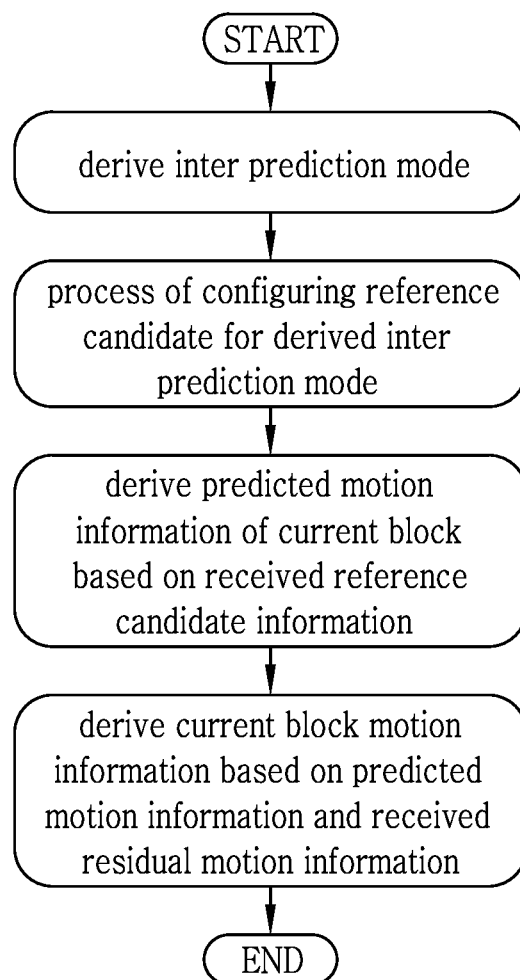 START
derive inter prediction mode
process of configuring reference
candidate for derived inter
prediction mode
derive predicted motion
information of current block
based on received reference
candidate information
derive current block motion
information based on predicted
motion information and received
residual motion information
END